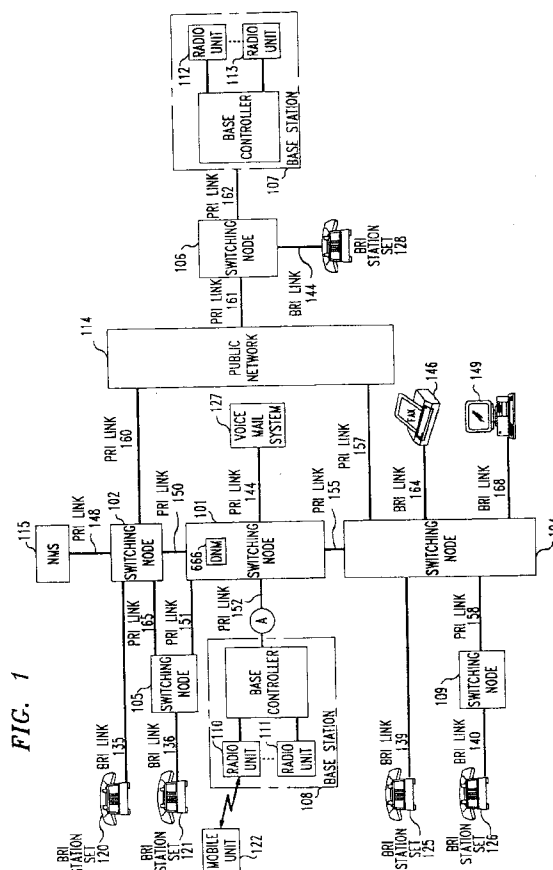 FIG. 1
115
NMS
PRI LINK
148
102
SWITCHING
NODE
PRI LINK
160
PRI LINK
150
BRI
STATION
SET
120
BRI LINK
135
PRI LINK
165
105
SWITCHING
NODE
PRI LINK
151
BRI
STATION
SET
121
BRI LINK
136
101
666
DNM
SWITCHING
NODE
PRI LINK
144
127
VOICE
MAIL
SYSTEM
A
PRI LINK
152
BASE
CONTROLLER
110
RADIO
UNIT
111
RADIO
UNIT
BASE STATION
108
MOBILE
UNIT
122
PRI LINK
155
SWITCHING
NODE
PRI LINK
157
BRI LINK
164
FAX
146
BRI LINK
168
149
BRI
STATION
SET
125
BRI LINK
139
109
SWITCHING
NODE
PRI LINK
158
BRI
STATION
SET
126
BRI LINK
140
114
PUBLIC
NETWORK
PRI LINK
161
106
SWITCHING
NODE
BRI LINK
144
BRI
STATION
SET
128
PRI LINK
162
107
BASE STATION
BASE
CONTROLLER
112
RADIO
UNIT
113
RADIO
UNIT